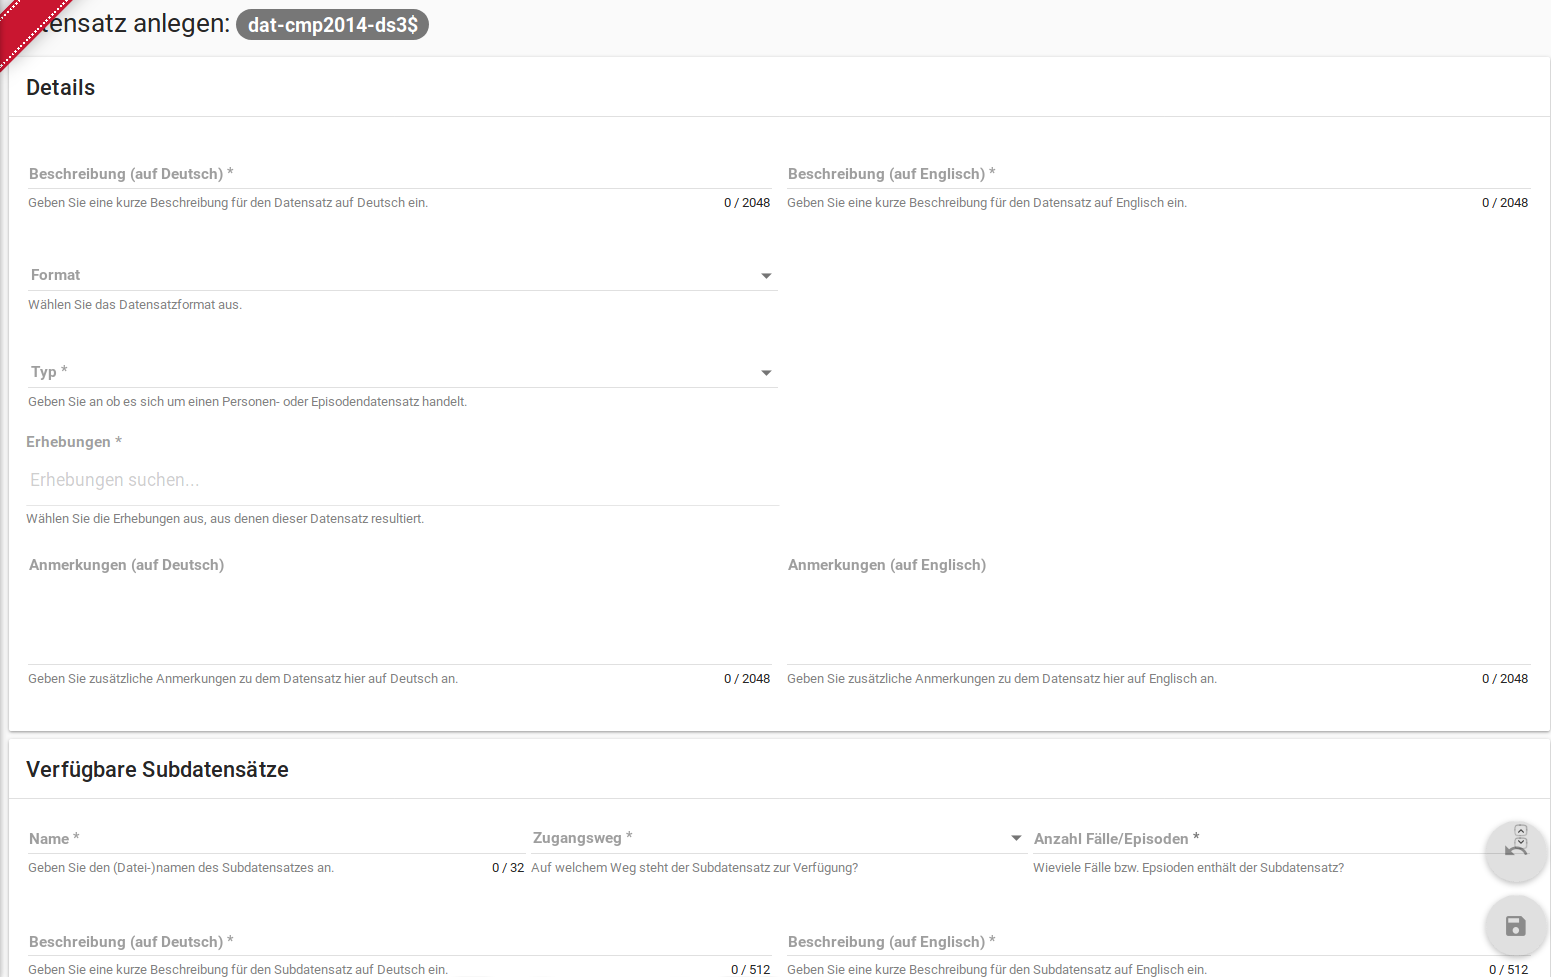 tensatz anlegen: dat-cmp2014-ds3$
Details
Beschreibung (auf Deutsch) *
Beschreibung (auf Englisch) *
Geben Sie eine kurze Beschreibung für den Datensatz auf Deutsch ein. 0 / 2048
Geben Sie eine kurze Beschreibung für den Datensatz auf Englisch ein. 0 / 2048
Format
Wählen Sie das Datensatzformat aus.
Typ *
Geben Sie an ob es sich um einen Personen- oder Episodendatensatz handelt.
Erhebungen *
Erhebungen suchen...
Wählen Sie die Erhebungen aus, aus denen dieser Datensatz resultiert.
Anmerkungen (auf Deutsch)
Anmerkungen (auf Englisch)
Geben Sie zusätzliche Anmerkungen zu dem Datensatz hier auf Deutsch an. 0 / 2048
Geben Sie zusätzliche Anmerkungen zu dem Datensatz hier auf Englisch an. 0 / 2048
Verfügbare Subdatensätze
Name *
Zugangsweg *
Anzahl Fälle/Episoden *
Geben Sie den (Datei-)namen des Subdatensatzes an. 0 / 32
Auf welchem Weg steht der Subdatensatz zur Verfügung?
Wieviele Fälle bzw. Epsioden enthält der Subdatensatz?
Beschreibung (auf Deutsch) *
Beschreibung (auf Englisch) *
Geben Sie eine kurze Beschreibung für den Subdatensatz auf Deutsch ein. 0 / 512
Geben Sie eine kurze Beschreibung für den Subdatensatz auf Englisch ein. 0 / 512